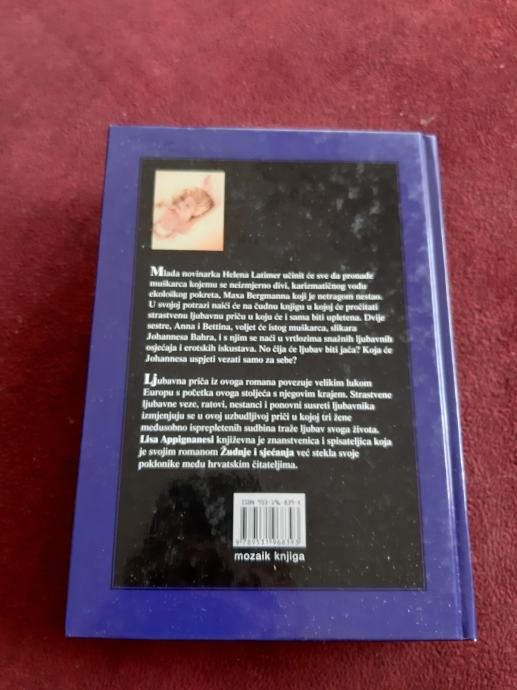 Mlada novinarka Helena Latimer učinit će sve da pronađe
muškarca kojemu se neizmjerno divi, karizmatičnog vođu
ekološkog pokreta, Maxa Bergmanna koji je netragom nestao.
U svojoj potrazi naići će na čudnu knjigu u kojoj će pročitati
strastvenu ljubavnu priču u koju će i sama biti upletena. Dvije
sestre, Anna i Bettina, voljet će istog muškarca, slikara
Johannesa Bahra, i s njim se naći u vrtlozima snažnih ljubavnih
osjećaja i erotskih iskustava. No čija će ljubav biti jača? Koja će
Johannesa uspjeti vezati samo za sebe?
Ljubavna priča iz ovoga romana povezuje velikim lukom
Europu s početka ovoga stoljeća s njegovim krajem. Strastvene
ljubavne veze, ratovi, nestanci i ponovni susreti ljubavnika
izmjenjuju se u ovoj uzbudljivoj priči u kojoj tri žene
međusobno isprepletenih sudbina traže ljubav svoga života.
Lisa Appignanesi književna je znanstvenica i spisateljica koja
je svojim romanom Žudnje i sjećanja već stekla svoje
poklonike među hrvatskim čitateljima.
ISBN 953-196-839-X
9789531968393
mozaik knjiga